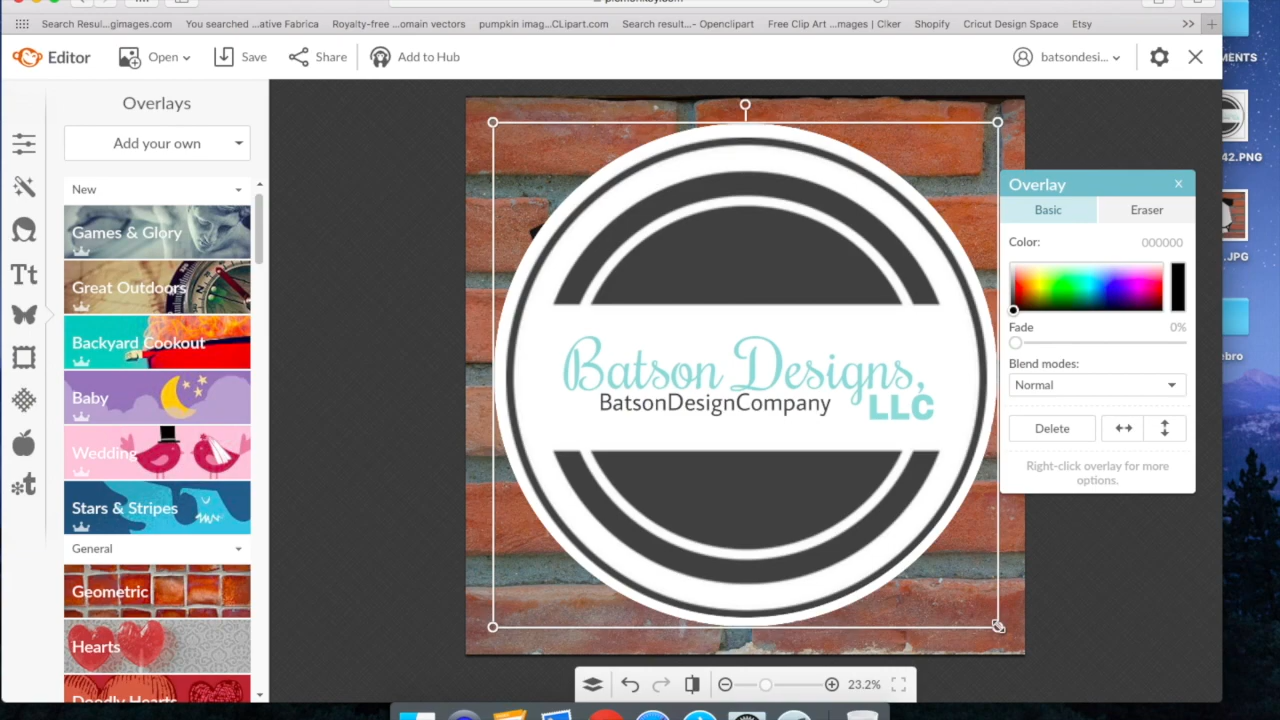 Search Resul...gimages.com You searched ...ative Fabrica Royalty-free ...omain vectors pumpkin imag...CLipart.com Search result...- Openclipart Free Clip Art ...mages | Clker Shopify Cricut Design Space Etsy
Editor Open Save Share Add to Hub batsondesi...
Overlays
Add your own
New
Games & Glory
Great Outdoors
Backyard Cookout
Baby
Wedding
Stars & Stripes
General
Geometric
Hearts
Doodly Hearts
Tt
t
Batson Designs,
BatsonDesignCompany
LLC
Overlay
Basic Eraser
Color: 000000
Fade 0%
Blend modes:
Normal
Delete
Right-click overlay for more
options.
23.2%
MENTS
42.PNG
.JPG
ebro